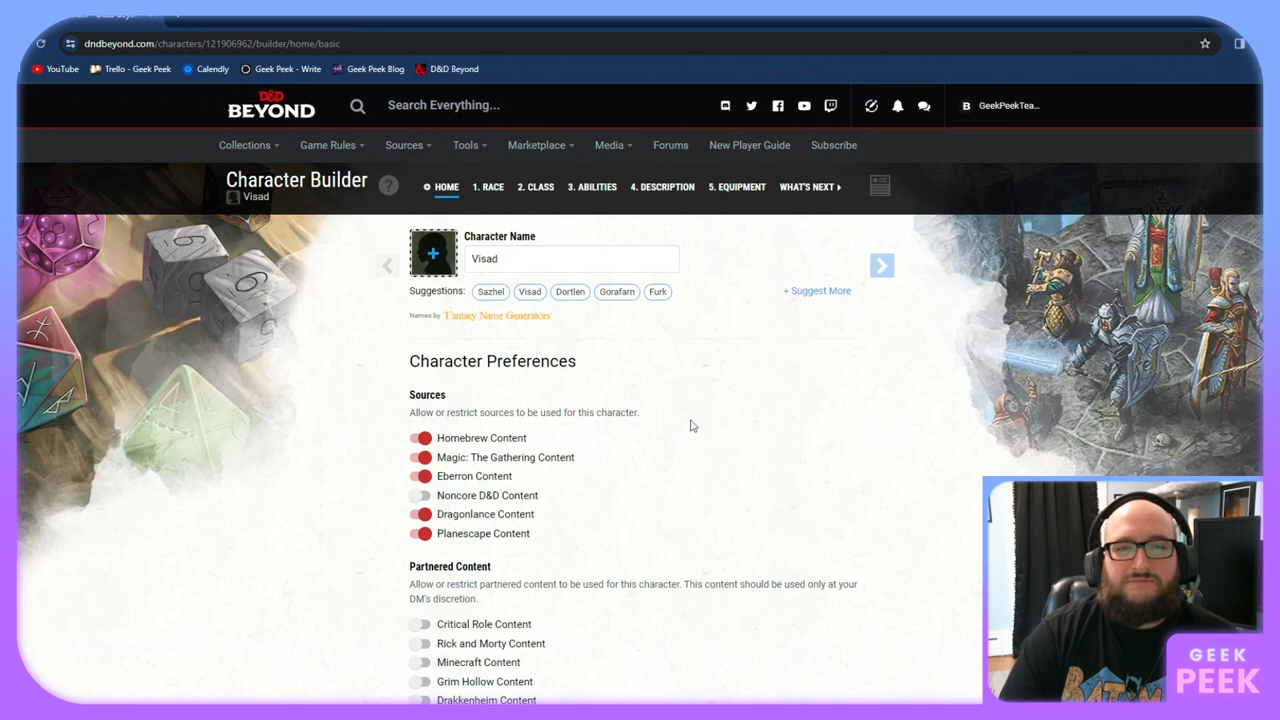 dndbeyond.com/characters/121906962/builder/home/basic
YouTube Trello - Geek Peek Calendly Geek Peek - Write Geek Peek Blog D&D Beyond
D&D
BEYOND
Search Everything...
GeekPeekTea...
Collections Game Rules Sources Tools Marketplace Media Forums New Player Guide Subscribe
Character Builder ?
Visad
HOME 1. RACE 2. CLASS 3. ABILITIES 4. DESCRIPTION 5. EQUIPMENT WHAT'S NEXT
Character Name
Visad
Suggestions: Sazhel Visad Dortlen Gorafarn Furk + Suggest More
Names by Fantasy Name Generators
Character Preferences
Sources
Allow or restrict sources to be used for this character.
Homebrew Content
Magic: The Gathering Content
Eberron Content
Noncore D&D Content
Dragonlance Content
Planescape Content
Partnered Content
Allow or restrict partnered content to be used for this character. This content should be used only at your
DM's discretion.
Critical Role Content
Rick and Morty Content
Minecraft Content
Grim Hollow Content
Drakkenheim Content
GEEK
PEEK